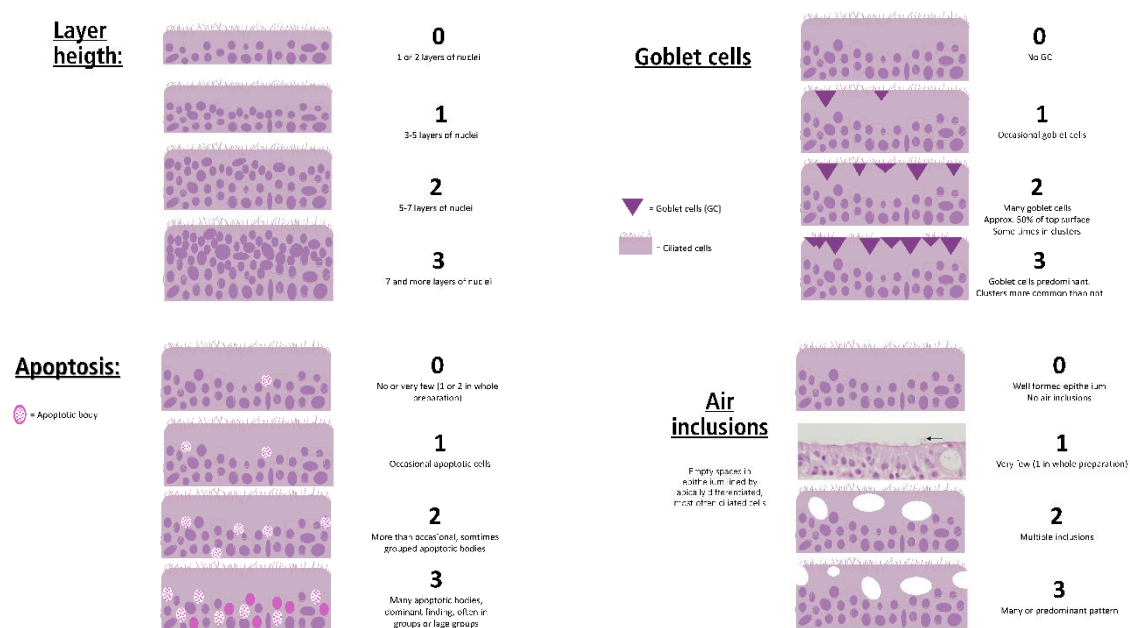 Layer
heigth:
0
1 or 2 layers of nuclei
1
3-5 layers of nuclei
2
5-7 layers of nuclei
3
7 and more layers of nuclei
Goblet cells
= Goblet cells (GC)
= Ciliated cells
0
No GC
1
Occasional goblet cells
2
Many goblet cells
Approx. 50% of top surface
Some times in clusters
3
Goblet cells predominant.
Clusters more common than not
Apoptosis:
= Apoptotic body
0
No or very few (1 or 2 in whole
preparation)
1
Occasional apoptotic cells
2
More than occasional, somtimes
grouped apoptotic bodies
3
Many apoptotic bodies,
dominant finding, often in
groups or lage groups
Air
inclusions
Empty spaces in
epithelium lined by
apically differentiated,
most often ciliated cells
0
Well formed epithelium
No air inclusions
1
Very few (1 in whole preparation)
2
Multiple inclusions
3
Many or predominant pattern